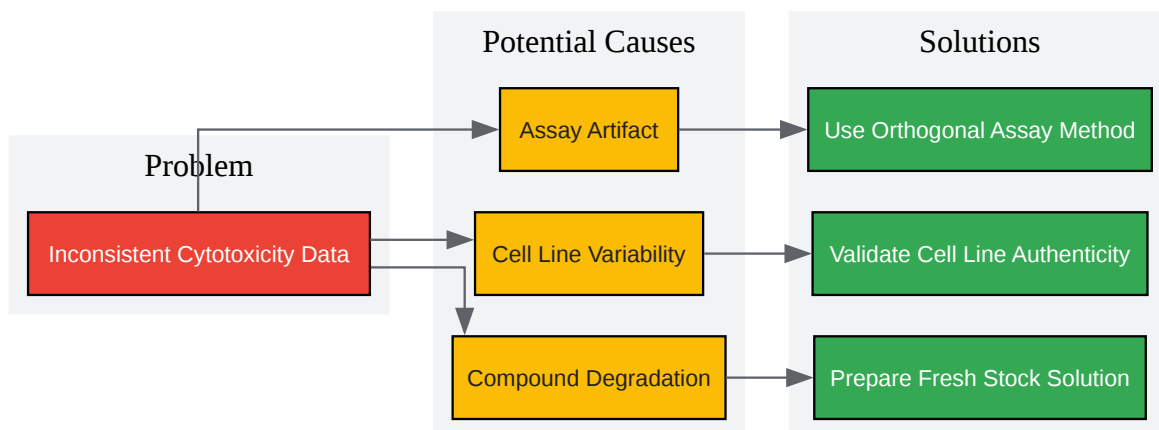 Potential Causes
Solutions
Assay Artifact
Use Orthogonal Assay Method
Problem
Inconsistent Cytotoxicity Data
Cell Line Variability
Validate Cell Line Authenticity
Compound Degradation
Prepare Fresh Stock Solution